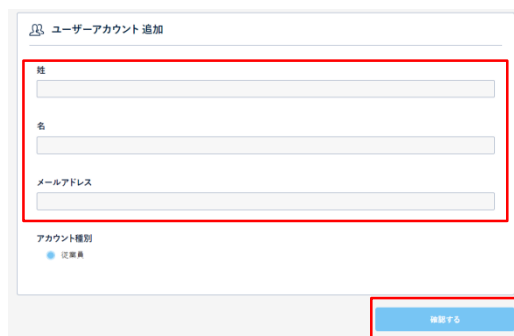 ユーザーアカウント 追加
姓
名
メールアドレス
アカウント種別
従業員
確認する